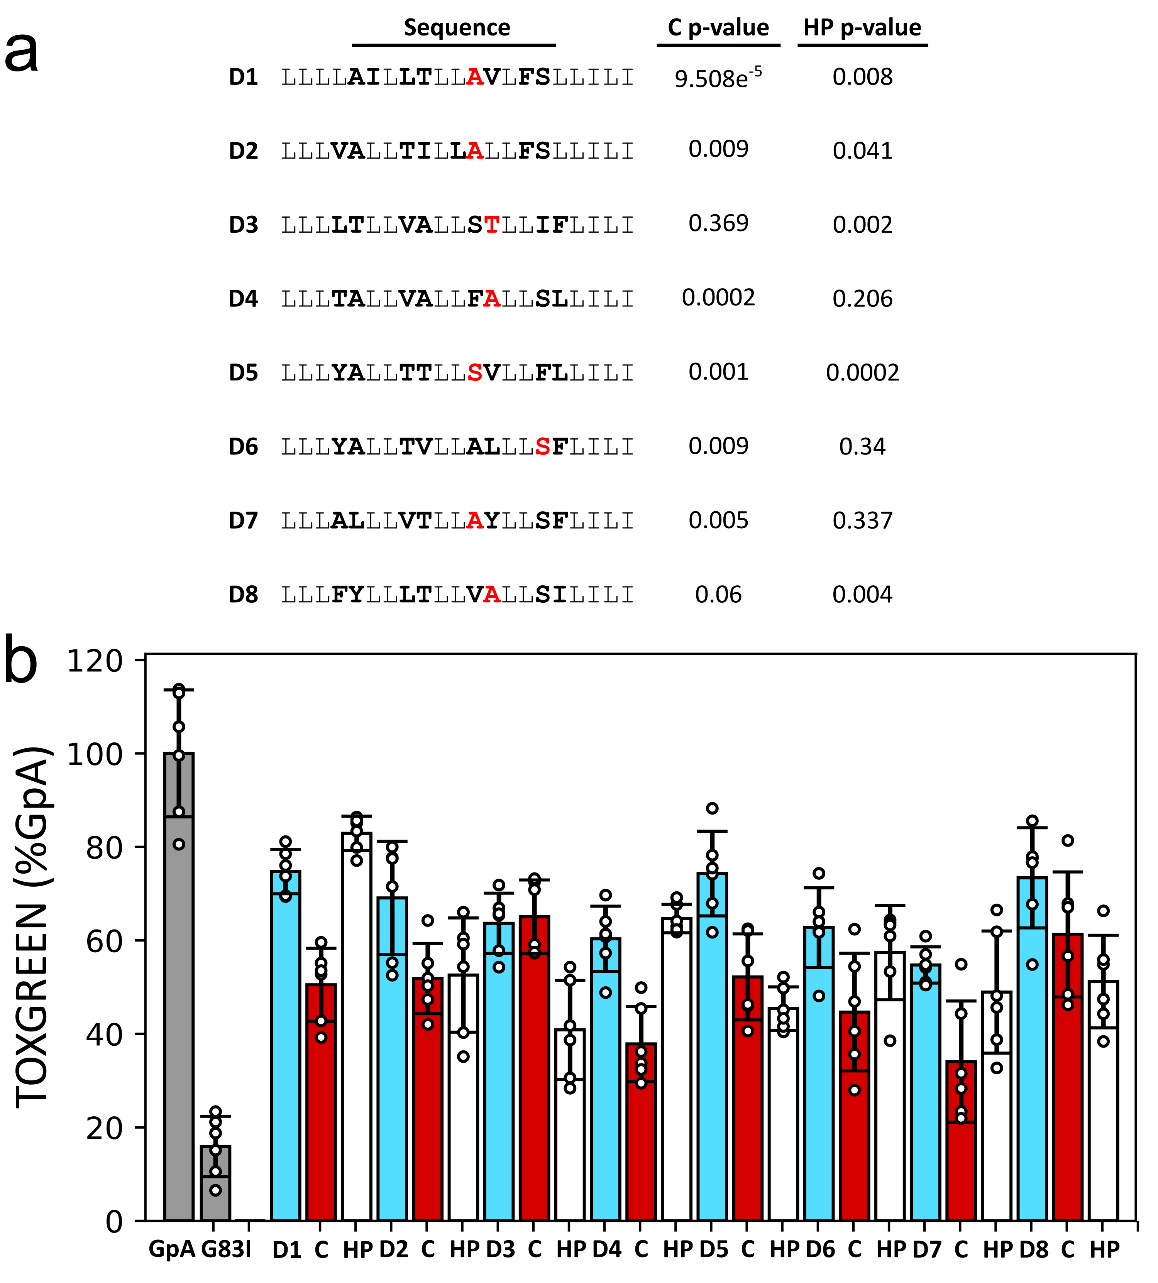 a
Sequence C p-value HP p-value
D1 LLLLAILLTLLAVLFSLLILI 9.508e-5 0.008
D2 LLLVALLTILLALLFSLLILI 0.009 0.041
D3 LLLLTLLVALLSTLLIFLILI 0.369 0.002
D4 LLLTALLVALLFALLSLLILI 0.0002 0.206
D5 LLLYALLTTLLSVLLFLLILI 0.001 0.0002
D6 LLLYALLTVLLALLLSFLILI 0.009 0.34
D7 LLLALLLVTLLAYLLSFLILI 0.005 0.337
D8 LLLFYLLLTLLVALLSILILI 0.06 0.004
b
TOXGREEN (%GpA)
120
100
80
60
40
20
0
GpA G83I D1 C HP D2 C HP D3 C HP D4 C HP D5 C HP D6 C HP D7 C HP D8 C HP